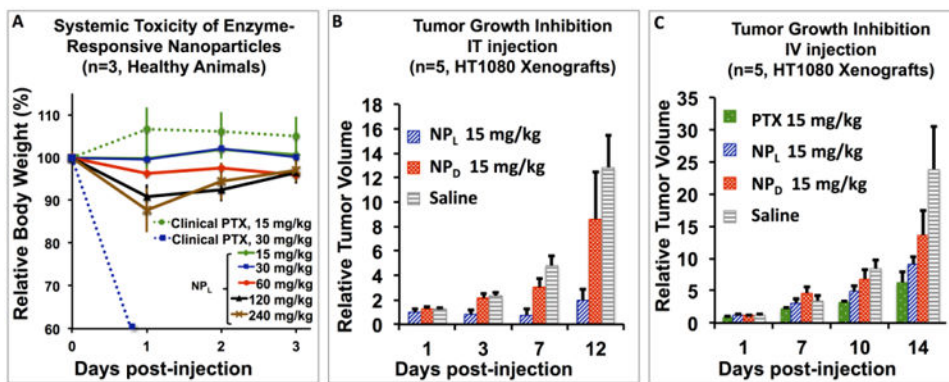 A
Systemic Toxicity of Enzyme-
Responsive Nanoparticles
(n=3, Healthy Animals)
Relative Body Weight (%)
110
100
90
80
70
60
Clinical PTX, 15 mg/kg
Clinical PTX, 30 mg/kg
NPL
15 mg/kg
30 mg/kg
60 mg/kg
120 mg/kg
240 mg/kg
0
1
2
3
Days post-injection
B
Tumor Growth Inhibition
IT injection
(n=5, HT1080 Xenografts)
Relative Tumor Volume
18
16
14
12
10
8
6
4
2
0
NPL 15 mg/kg
NPD 15 mg/kg
Saline
1
3
7
12
Days post-injection
C
Tumor Growth Inhibition
IV injection
(n=5, HT1080 Xenografts)
Relative Tumor Volume
35
30
25
20
15
10
5
0
PTX 15 mg/kg
NPL 15 mg/kg
NPD 15 mg/kg
Saline
1
7
10
14
Days post-injection